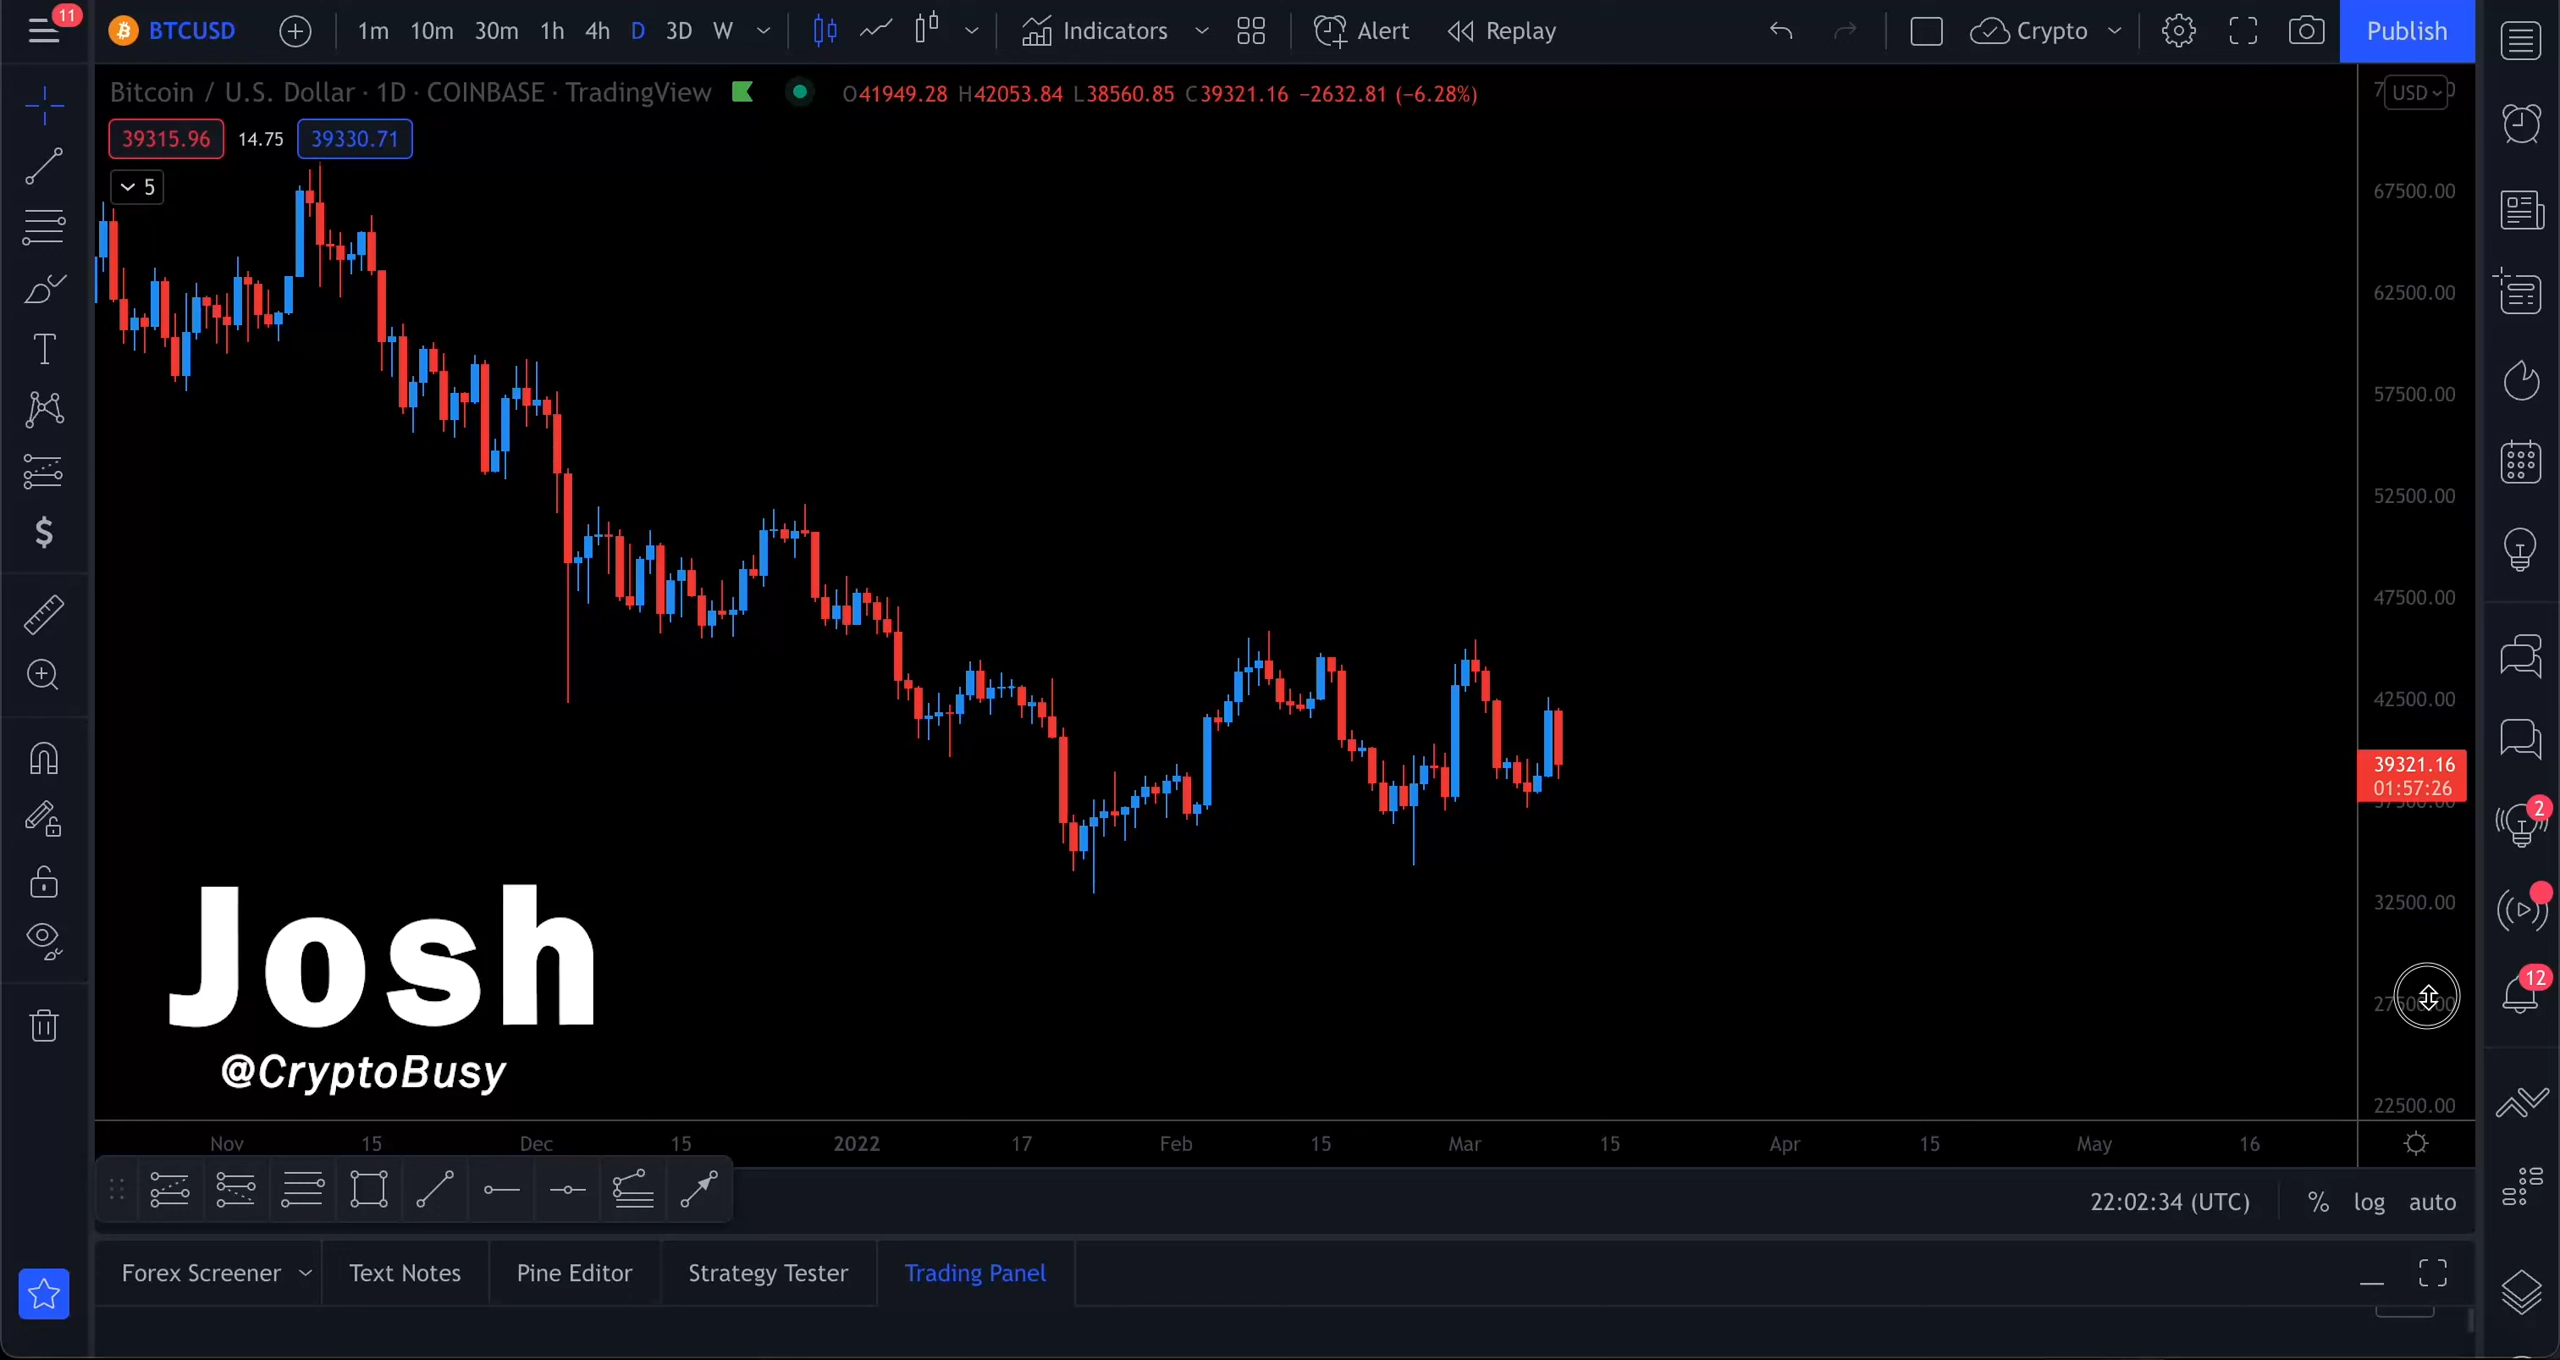 11
BTCUSD 1m 10m 30m 1h 4h D 3D W Indicators Alert Replay Crypto Publish
Bitcoin / U.S. Dollar · 1D · COINBASE · TradingView O41949.28 H42053.84 L38560.85 C39321.16 −2632.81 (−6.28%)
USD
39315.96 14.75 39330.71
5
67500.00
62500.00
57500.00
52500.00
47500.00
42500.00
39321.16
01:57:26
32500.00
22500.00
2
12
Josh
@CryptoBusy
Nov 15 Dec 15 2022 17 Feb 15 Mar 15 Apr 15 May 16
22:02:34 (UTC) % log auto
Forex Screener Text Notes Pine Editor Strategy Tester Trading Panel